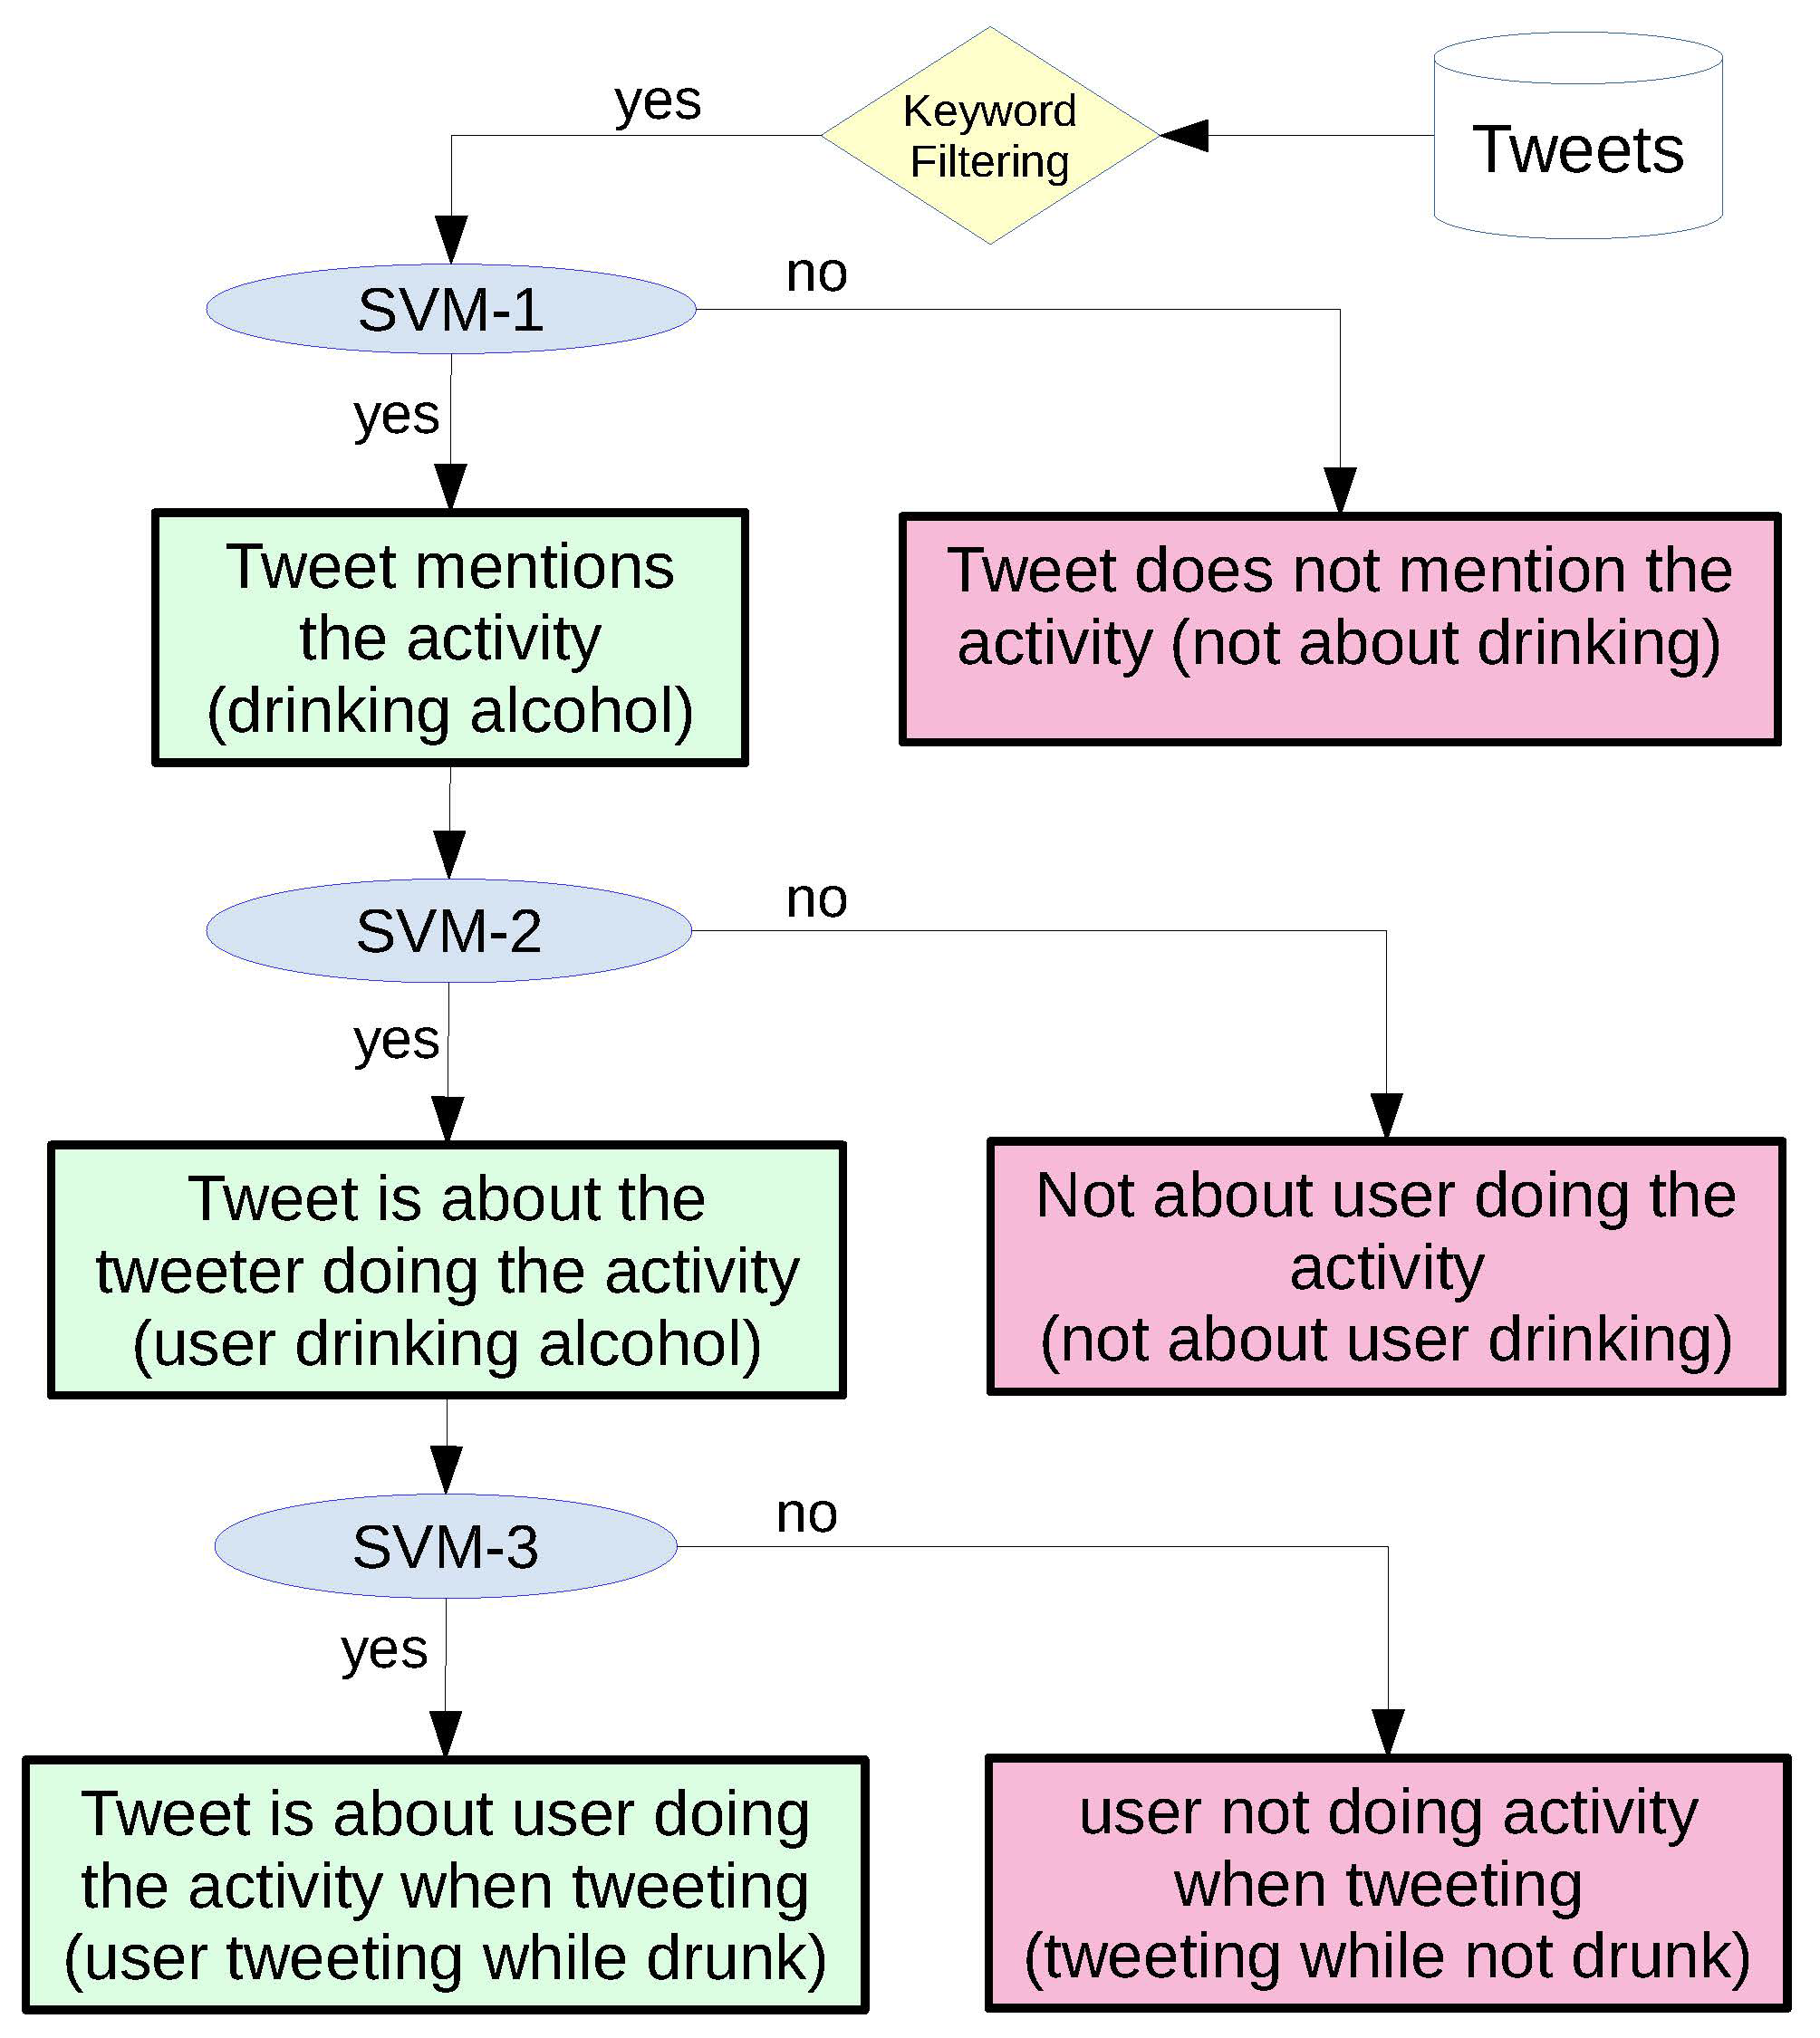 Tweets
Keyword
Filtering
yes
SVM-1
no
yes
Tweet mentions
the activity
(drinking alcohol)
Tweet does not mention the
activity (not about drinking)
SVM-2
no
yes
Tweet is about the
tweeter doing the activity
(user drinking alcohol)
Not about user doing the
activity
(not about user drinking)
SVM-3
no
yes
Tweet is about user doing
the activity when tweeting
(user tweeting while drunk)
user not doing activity
when tweeting
(tweeting while not drunk)